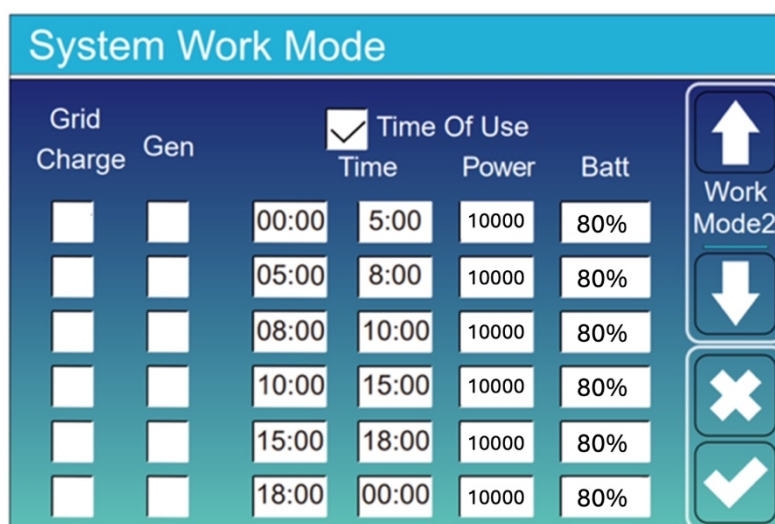 System Work Mode
Grid Charge
Gen
Time Of Use
Time Power Batt
00:00 5:00 10000 80%
05:00 8:00 10000 80%
08:00 10:00 10000 80%
10:00 15:00 10000 80%
15:00 18:00 10000 80%
18:00 00:00 10000 80%
Work
Mode2